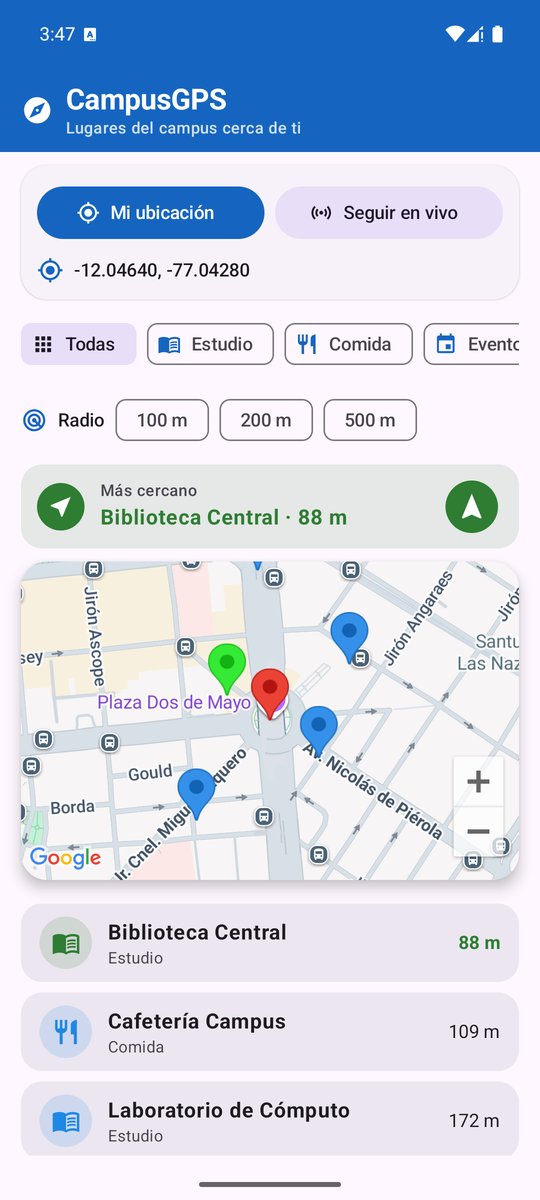 3:47 A
CampusGPS
Lugares del campus cerca de ti
Mi ubicación
Seguir en vivo
-12.04640, -77.04280
Todas
Estudio
Comida
Evento
Radio
100 m
200 m
500 m
Más cercano
Biblioteca Central · 88 m
Jirón Ascope
Jirón Angaraes
Jirón
sey
Santu
Las Naz
Plaza Dos de Mayo
Gould
Borda
Jr. Cnel. Migu
quero
Av. Nicolás de Piérola
+
−
Google
Biblioteca Central
Estudio
88 m
Cafetería Campus
Comida
109 m
Laboratorio de Cómputo
Estudio
172 m